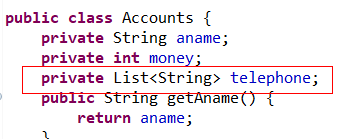 public class Accounts {
private String aname;
private int money;
private List<String> telephone;
public String getAname() {
return aname;
}